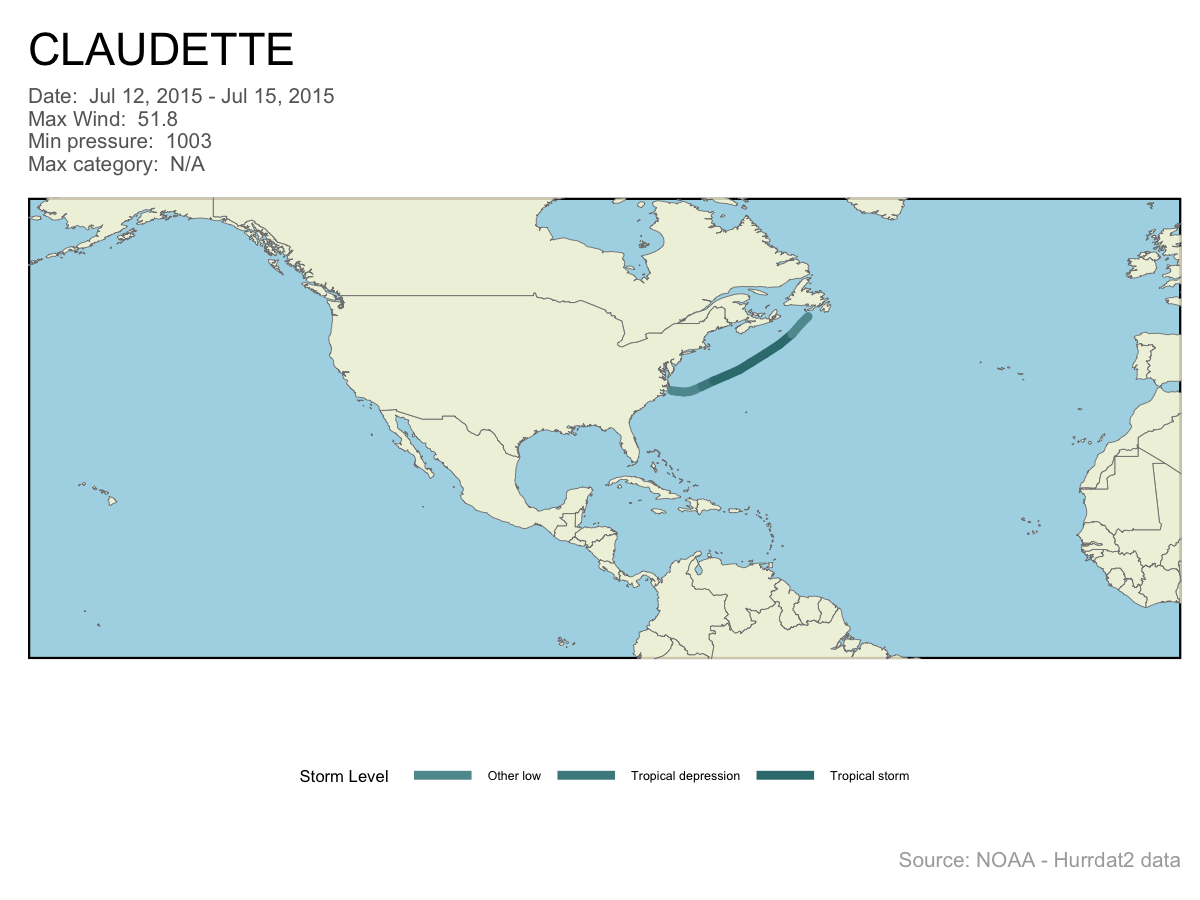 CLAUDETTE
Date:  Jul 12, 2015 - Jul 15, 2015
Max Wind:  51.8
Min pressure:  1003
Max category:  N/A
Storm Level
Other low
Tropical depression
Tropical storm
Source: NOAA - Hurrdat2 data